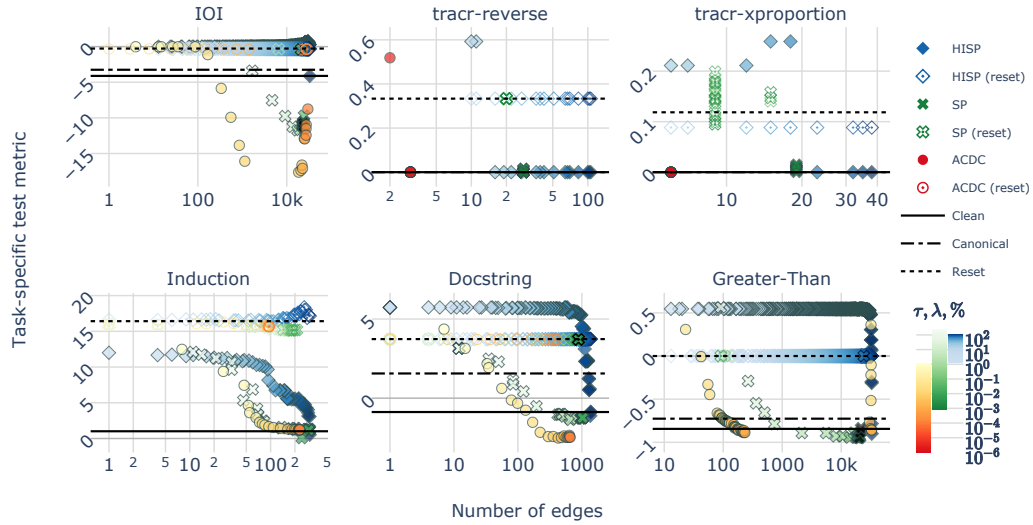 IOI
tracr-reverse
tracr-xproportion
0
−5
−10
−15
1
100
10k
0
0.2
0.4
0.6
2
5
10
2
5
100
0
0.1
0.2
10
20
30
40
HISP
HISP (reset)
SP
SP (reset)
ACDC
ACDC (reset)
Clean
Canonical
Reset
Task-specific test metric
Induction
Docstring
Greater-Than
0
5
10
15
20
1
2
5
10
2
5
100
2
5
0
5
1
10
100
1000
−1
−0.5
0
0.5
10
100
1000
10k
τ, λ, %
10²
10¹
10⁰
10⁻¹
10⁻²
10⁻³
10⁻⁴
10⁻⁵
10⁻⁶
Number of edges